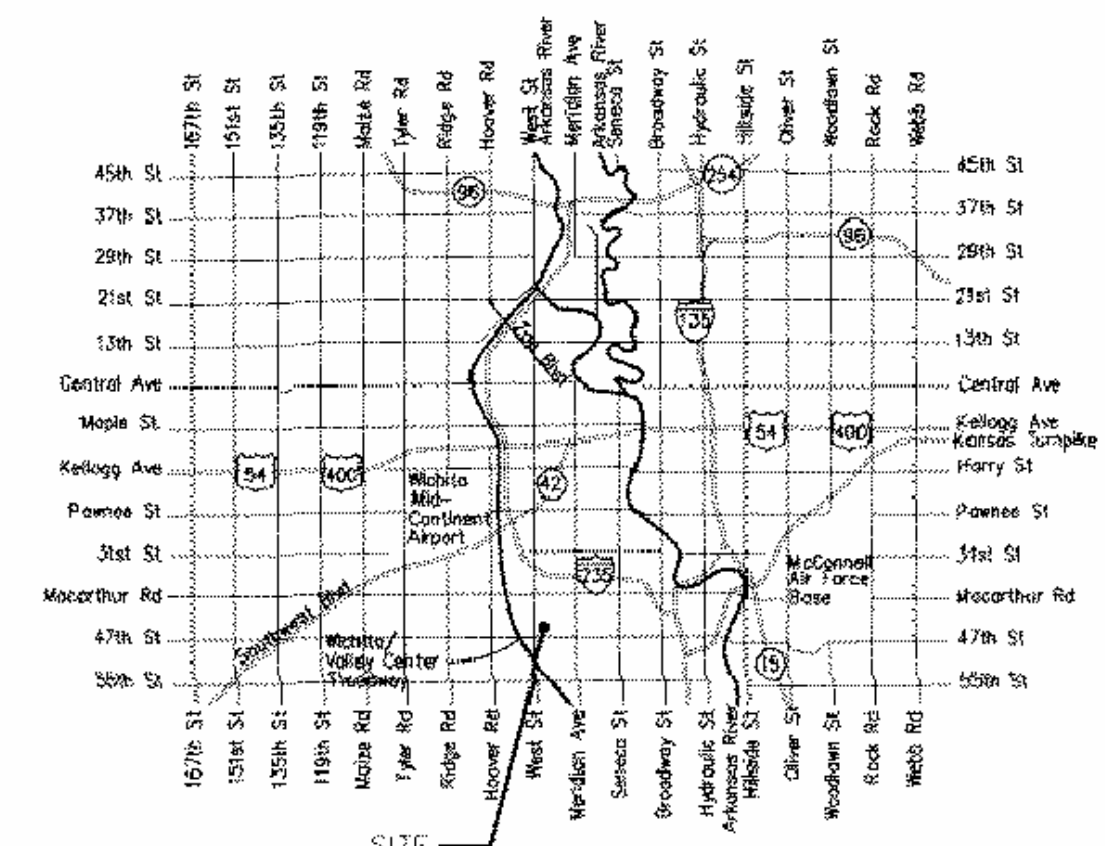 167th St
151st St
135th St
119th St
Maize Rd
Tyler Rd
Ridge Rd
Hoover Rd
West St
Arkansas River
Meridian Ave
Arkansas River
Seneca St
Broadway St
Hydraulic St
Hillside St
Oliver St
Woodlawn St
Rock Rd
Webb Rd
45th St
96
254
45th St
37th St
37th St
96
29th St
29th St
21st St
21st St
135
Zoo Blvd
13th St
13th St
Central Ave
Central Ave
Maple St
54
400
Kellogg Ave
Kansas Turnpike
Kellogg Ave
54
400
42
Harry St
Wichita
Mid-
Continent
Airport
Pawnee St
Pawnee St
31st St
31st St
235
McConnell
Air Force
Base
Macarthur Rd
Macarthur Rd
Southwest Blvd
47th St
47th St
Wichita/
Valley Center
Floodway
15
55th St
55th St
167th St
151st St
135th St
119th St
Maize Rd
Tyler Rd
Ridge Rd
Hoover Rd
West St
Meridian Ave
Seneca St
Broadway St
Hydraulic St
Arkansas River
Hillside St
Oliver St
Woodlawn St
Rock Rd
Webb Rd
SITE